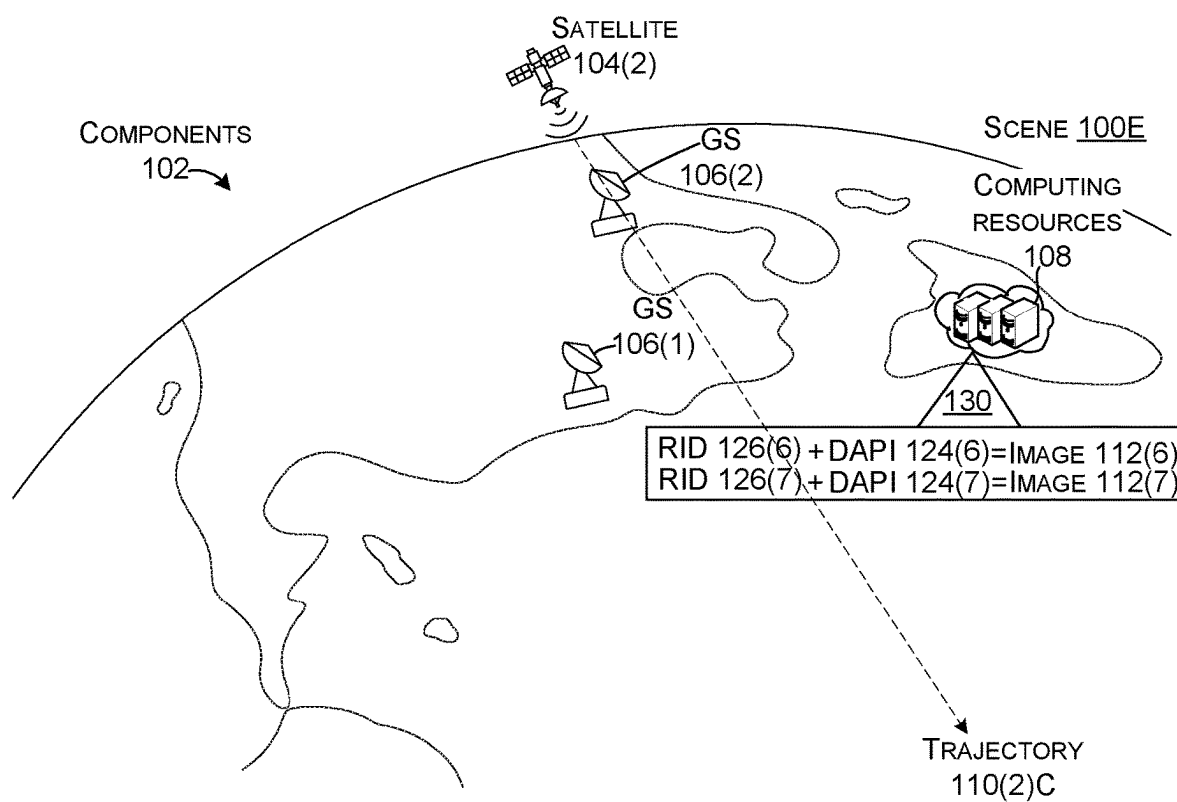 SATELLITE
104(2)
COMPONENTS
102
GS
106(2)
SCENE 100E
COMPUTING
RESOURCES
108
GS
106(1)
130
RID 126(6)+DAPI 124(6)=IMAGE 112(6)
RID 126(7)+DAPI 124(7)=IMAGE 112(7)
TRAJECTORY
110(2)C